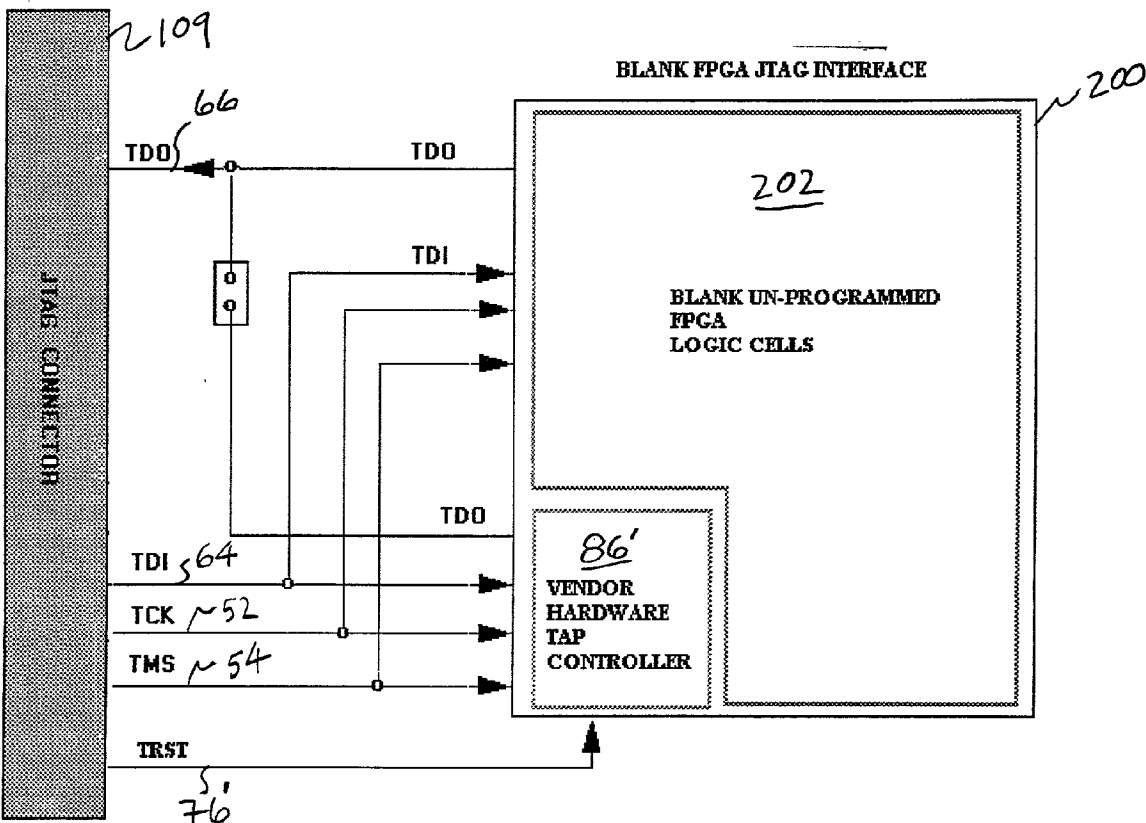 109
BLANK FPGA JTAG INTERFACE
200
66
TDO
TDO
202
TDI
JTAG CONNECTOR
BLANK UN-PROGRAMMED
FPGA
LOGIC CELLS
TDO
86'
TDI 64
VENDOR
HARDWARE
TAP
CONTROLLER
TCK 52
TMS 54
TRST
76'